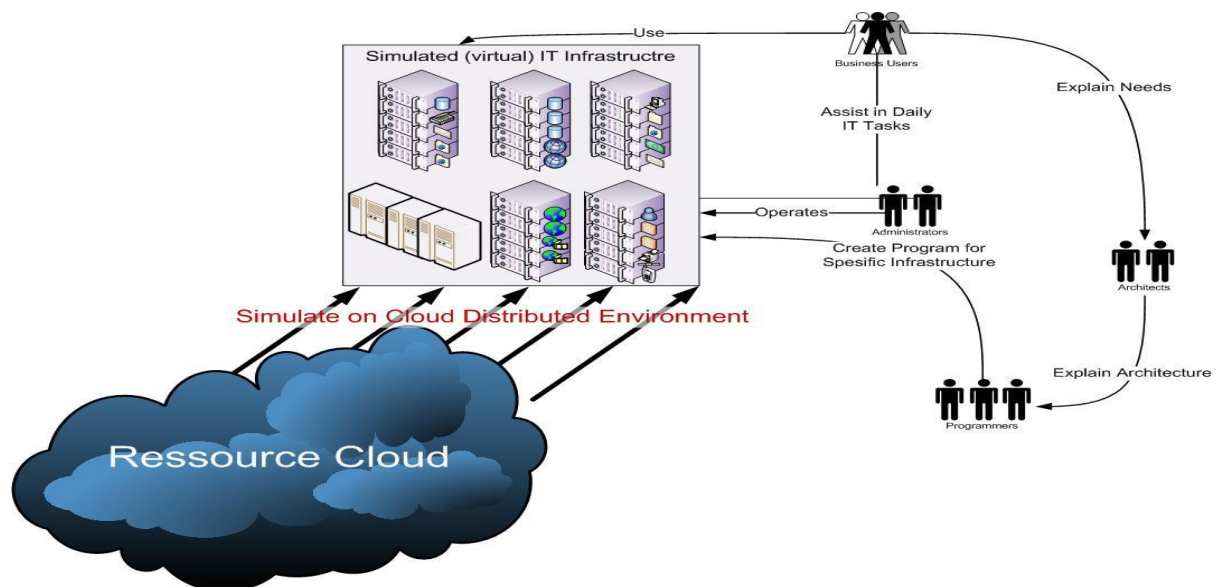 Use
Simulated (virtual) IT Infrastructre
Business Users
Explain Needs
Assist in Daily
IT Tasks
Operates
Administrators
Create Program for
Spesific Infrastructure
Architects
Simulate on Cloud Distributed Environment
Explain Architecture
Programmers
Ressource Cloud